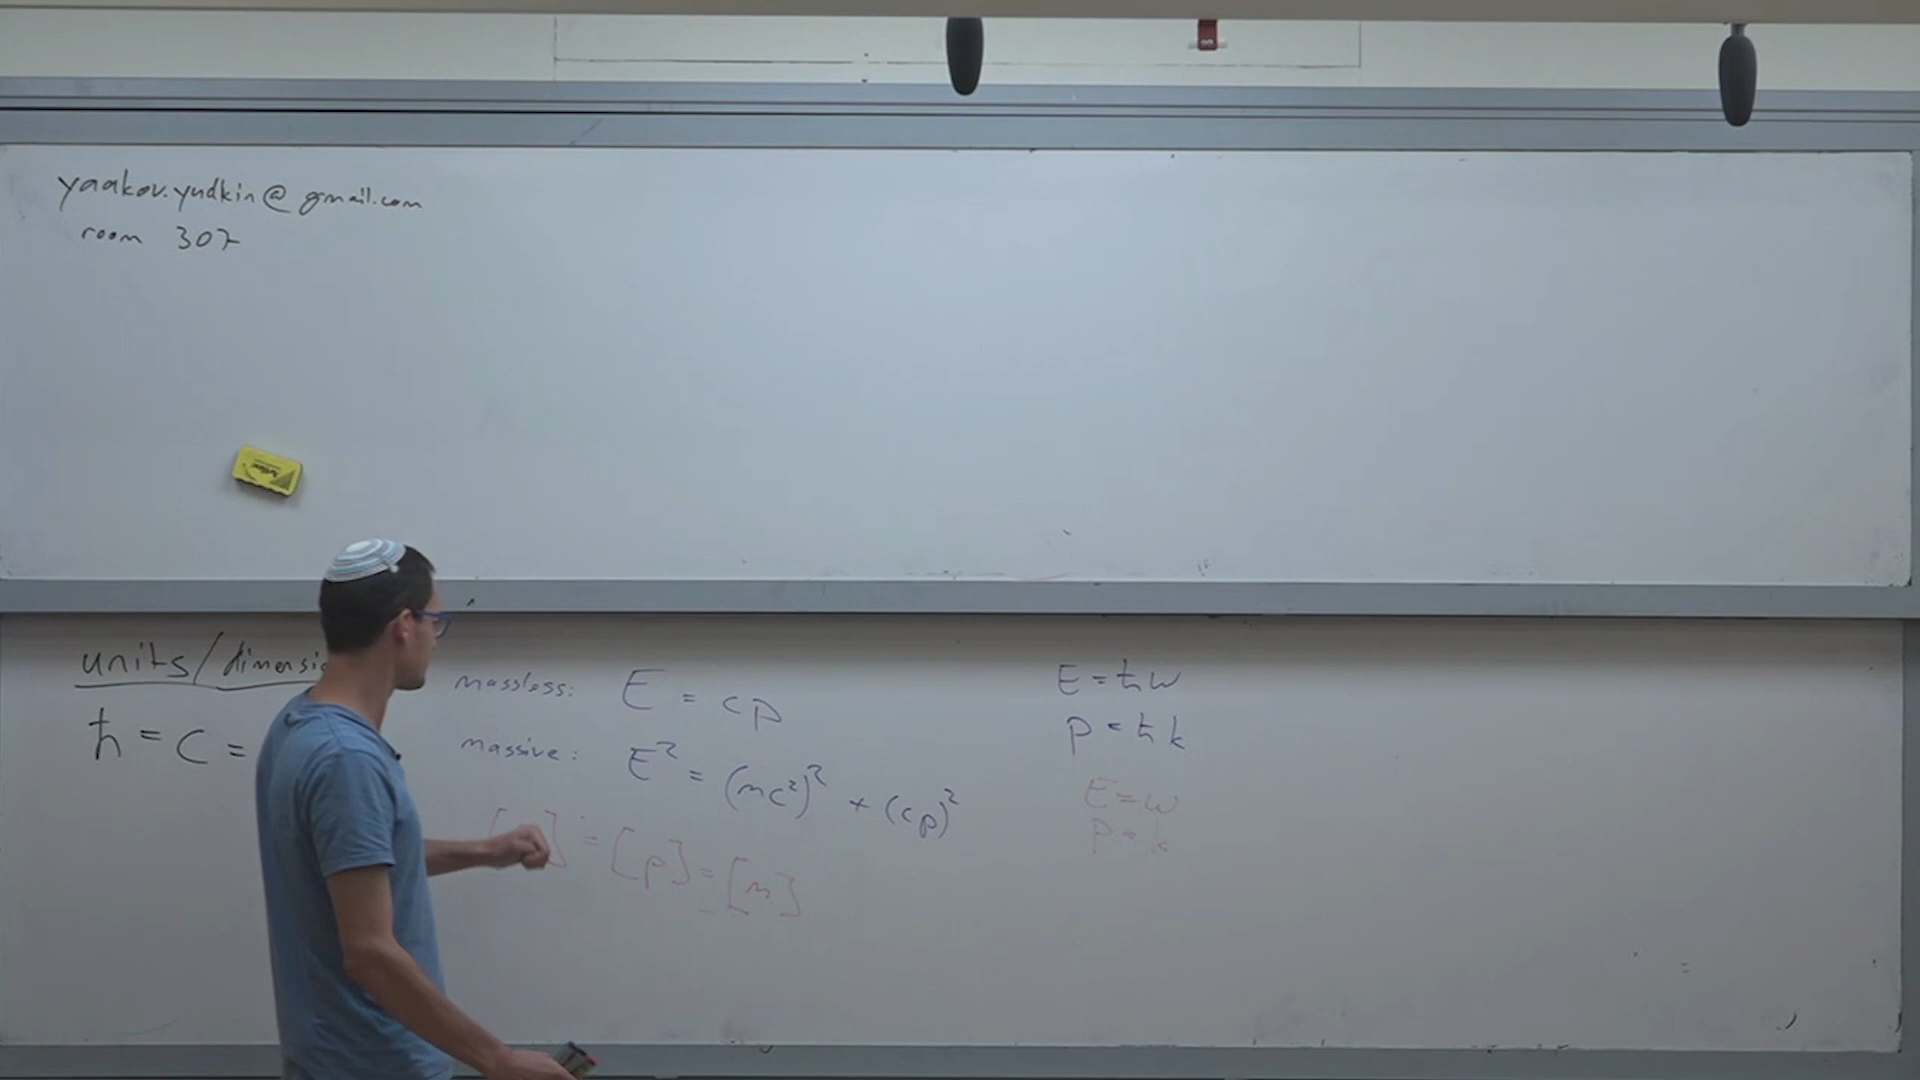 yaakov.yudkin@gmail.com
room 307
units/dimensi
ħ = c =
massless: E = cp
massive: E² = (mc²)² + (cp)²
] = [p] = [m]
E = ħω
p = ħk
E = ω
p = k